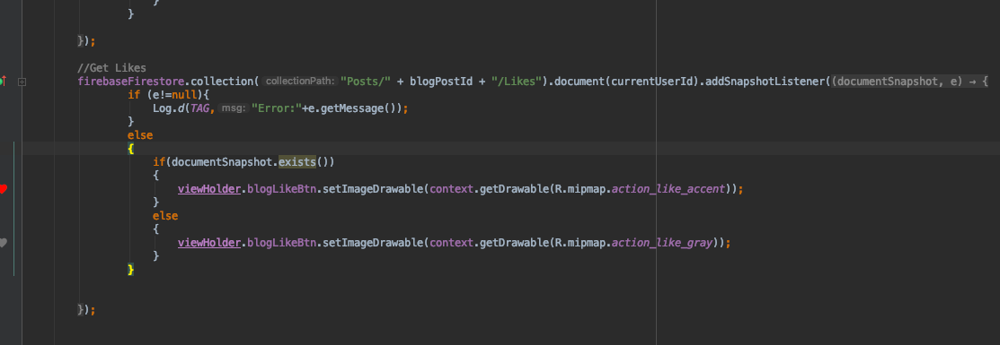 }
}
});
//Get Likes
firebaseFirestore.collection( collectionPath: "Posts/" + blogPostId + "/Likes").document(currentUserId).addSnapshotListener((documentSnapshot, e) → {
if (e!=null){
Log.d(TAG, msg: "Error:"+e.getMessage());
}
else
{
if(documentSnapshot.exists())
{
viewHolder.blogLikeBtn.setImageDrawable(context.getDrawable(R.mipmap.action_like_accent));
}
else
{
viewHolder.blogLikeBtn.setImageDrawable(context.getDrawable(R.mipmap.action_like_gray));
}
}
});